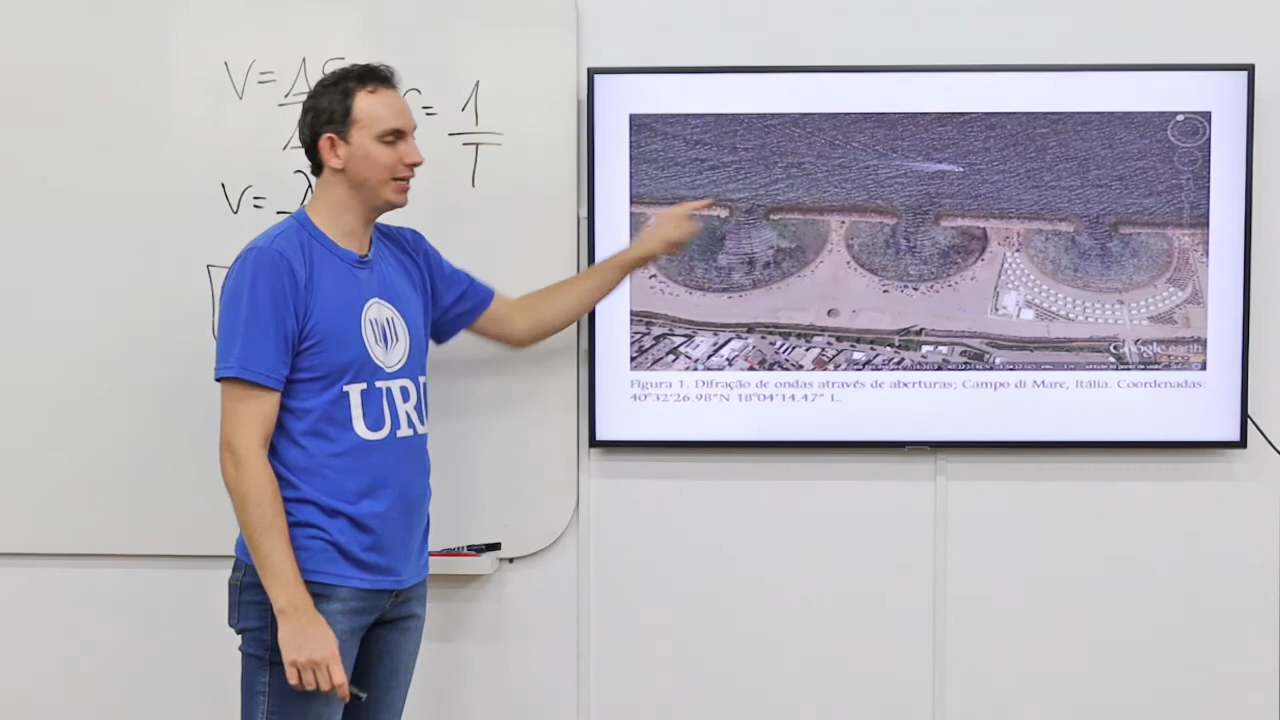 V=
= 1
T
V=
URI
Google earth
Figura 1. Difração de ondas através de aberturas; Campo di Mare, Itália. Coordenadas:
40°32'26.98"N 18°04'14.47" L.